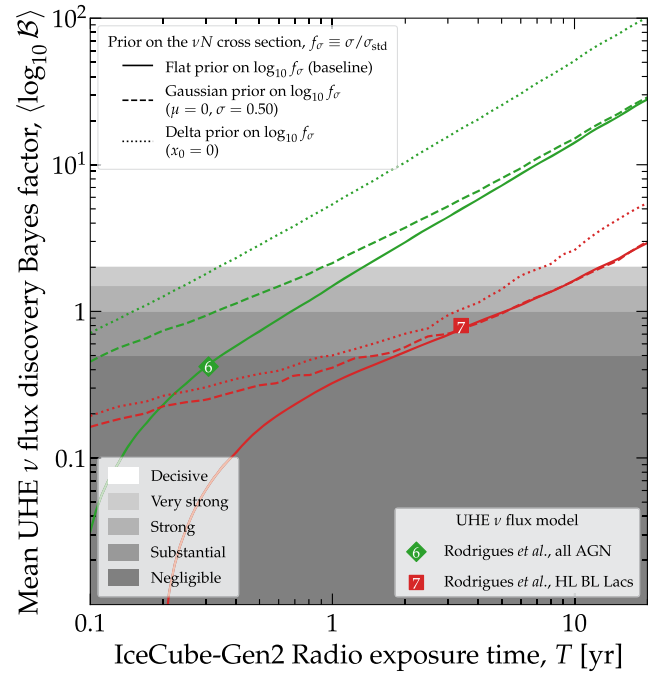 Mean UHE ν flux discovery Bayes factor, ⟨log₁₀ ℬ⟩
10²
10¹
1
0.1
Prior on the νN cross section, f_σ ≡ σ/σ_std
Flat prior on log₁₀ f_σ (baseline)
Gaussian prior on log₁₀ f_σ
(μ = 0, σ = 0.50)
Delta prior on log₁₀ f_σ
(x₀ = 0)
6
7
Decisive
Very strong
Strong
Substantial
Negligible
UHE ν flux model
6 Rodrigues et al., all AGN
7 Rodrigues et al., HL BL Lacs
0.1 1 10
IceCube-Gen2 Radio exposure time, T [yr]